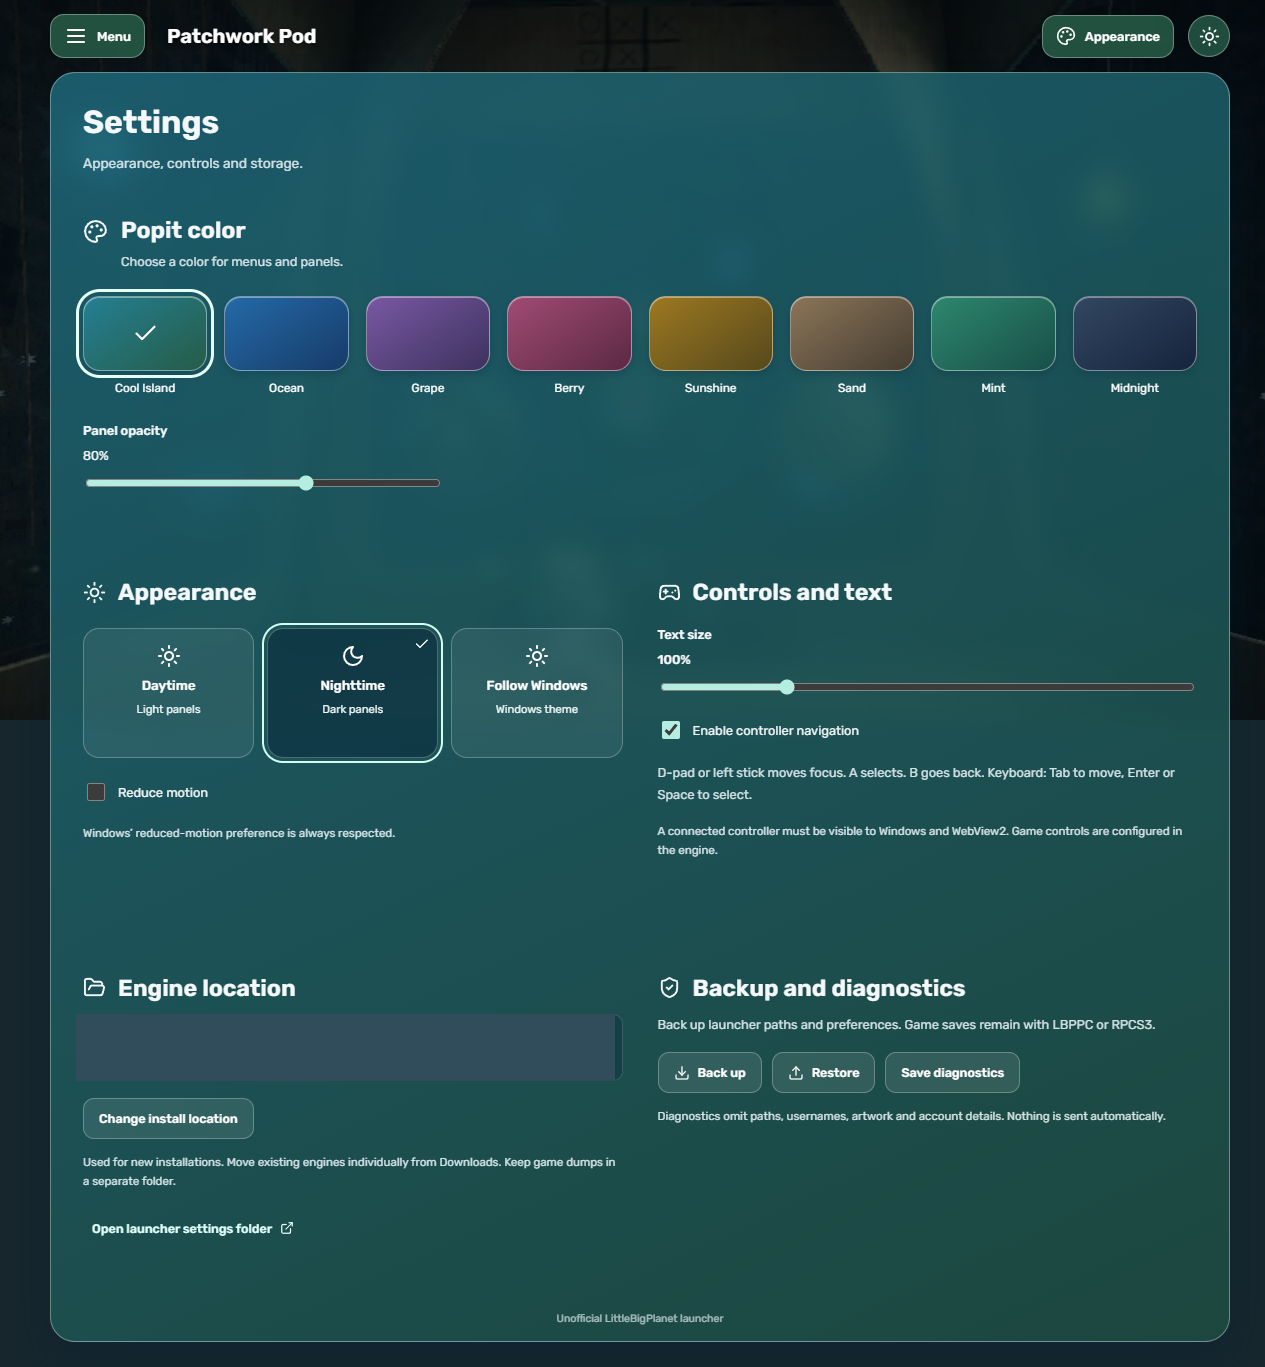 Menu
Patchwork Pod
Appearance
Settings
Appearance, controls and storage.
Popit color
Choose a color for menus and panels.
Cool Island
Ocean
Grape
Berry
Sunshine
Sand
Mint
Midnight
Panel opacity
80%
Appearance
Daytime
Light panels
Nighttime
Dark panels
Follow Windows
Windows theme
Reduce motion
Windows’ reduced-motion preference is always respected.
Controls and text
Text size
100%
Enable controller navigation
D-pad or left stick moves focus. A selects. B goes back. Keyboard: Tab to move, Enter or
Space to select.
A connected controller must be visible to Windows and WebView2. Game controls are configured in
the engine.
Engine location
Change install location
Used for new installations. Move existing engines individually from Downloads. Keep game dumps in
a separate folder.
Open launcher settings folder
Backup and diagnostics
Back up launcher paths and preferences. Game saves remain with LBPPC or RPCS3.
Back up
Restore
Save diagnostics
Diagnostics omit paths, usernames, artwork and account details. Nothing is sent automatically.
Unofficial LittleBigPlanet launcher